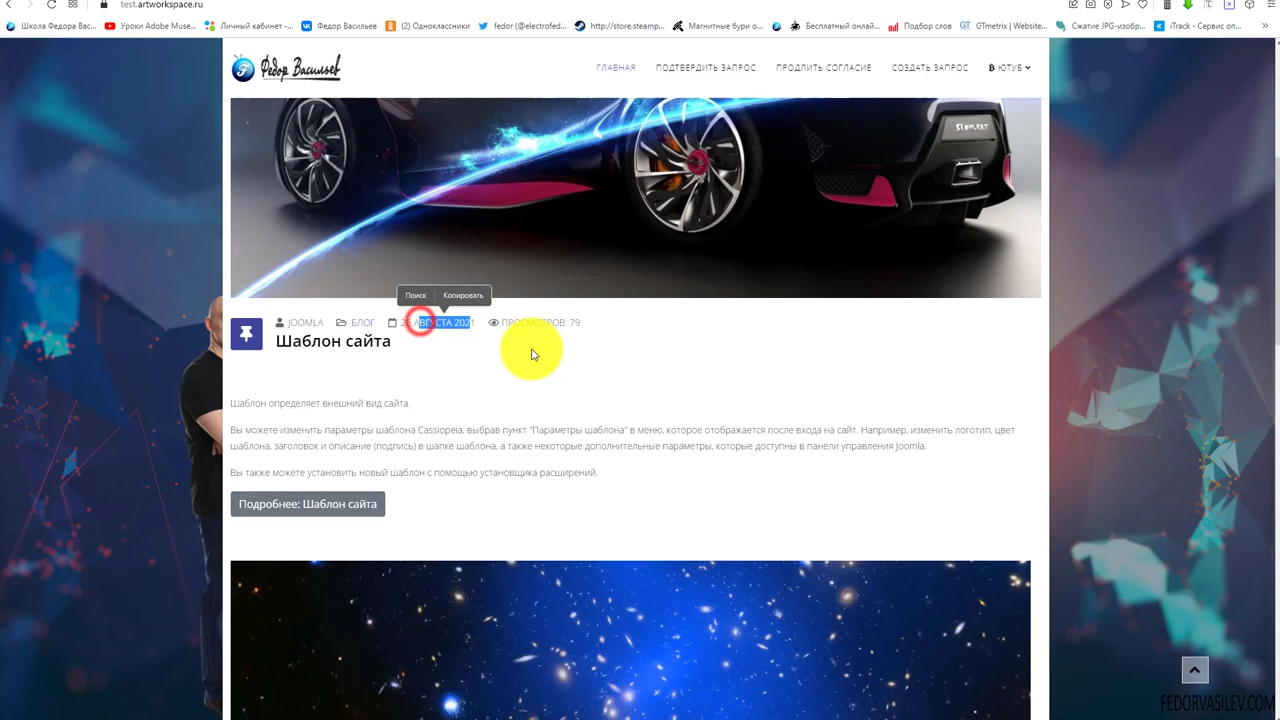 test.artworkspace.ru
Школа Федора Вас...
Уроки Adobe Muse...
Личный кабинет -...
Федор Васильев
(2) Одноклассники
fedor (@electrofed...
http://store.steamp...
Магнитные бури о...
Бесплатный онлай...
Подбор слов
GT GTmetrix | Website...
Сжатие JPG-изобр...
iTrack - Сервис оп...
Федор Васильев
ГЛАВНАЯ
ПОДТВЕРДИТЬ ЗАПРОС
ПРОДЛИТЬ СОГЛАСИЕ
СОЗДАТЬ ЗАПРОС
ЮТУБ
Поиск
Копировать
JOOMLA
БЛОГ
АВГУСТА 2021
ПРОСМОТРОВ: 79
Шаблон сайта
Шаблон определяет внешний вид сайта.
Вы можете изменить параметры шаблона Cassiopeia, выбрав пункт "Параметры шаблона" в меню, которое отображается после входа на сайт. Например, изменить логотип, цвет
шаблона, заголовок и описание (подпись) в шапке шаблона, а также некоторые дополнительные параметры, которые доступны в панели управления Joomla.
Вы также можете установить новый шаблон с помощью установщика расширений.
Подробнее: Шаблон сайта
FEDORVASILEV.COM